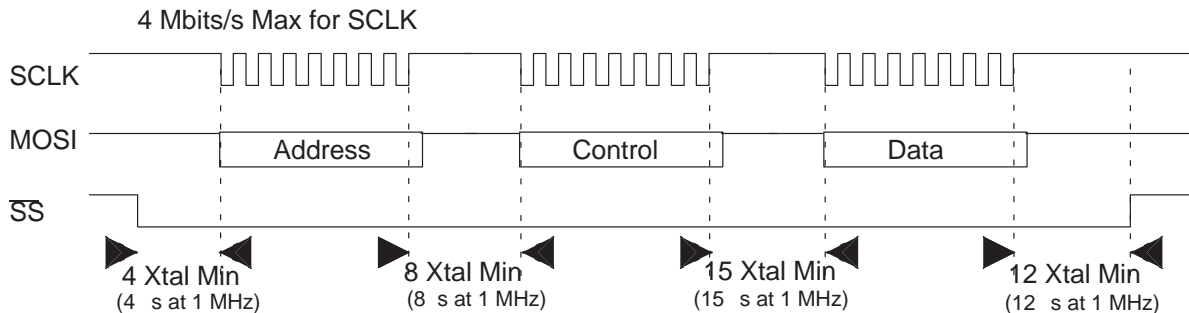 4 Mbits/s Max for SCLK
SCLK
MOSI
Address
Control
Data
SS
4 Xtal Min
(4 s at 1 MHz)
8 Xtal Min
(8 s at 1 MHz)
15 Xtal Min
(15 s at 1 MHz)
12 Xtal Min
(12 s at 1 MHz)